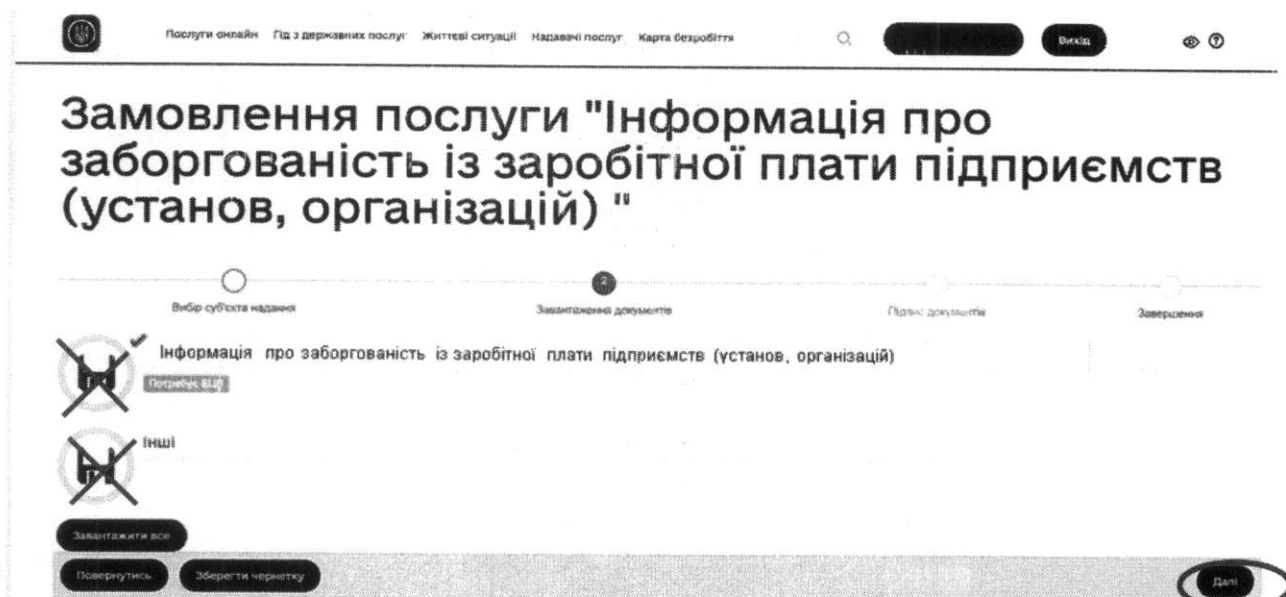 Послуги онлайн Гід з державних послуг Життєві ситуації Надавачі послуг Карта безробіття Вихід
Замовлення послуги "Інформація про
заборгованість із заробітної плати підприємств
(установ, організацій) "
2
Вибір суб'єкта надання Завантаження документів Підпис документів Завершення
Інформація про заборгованість із заробітної плати підприємств (установ, організацій)
Потребує ЕЦП
Інші
Завантажити все
Повернутись Зберегти чернетку Далі